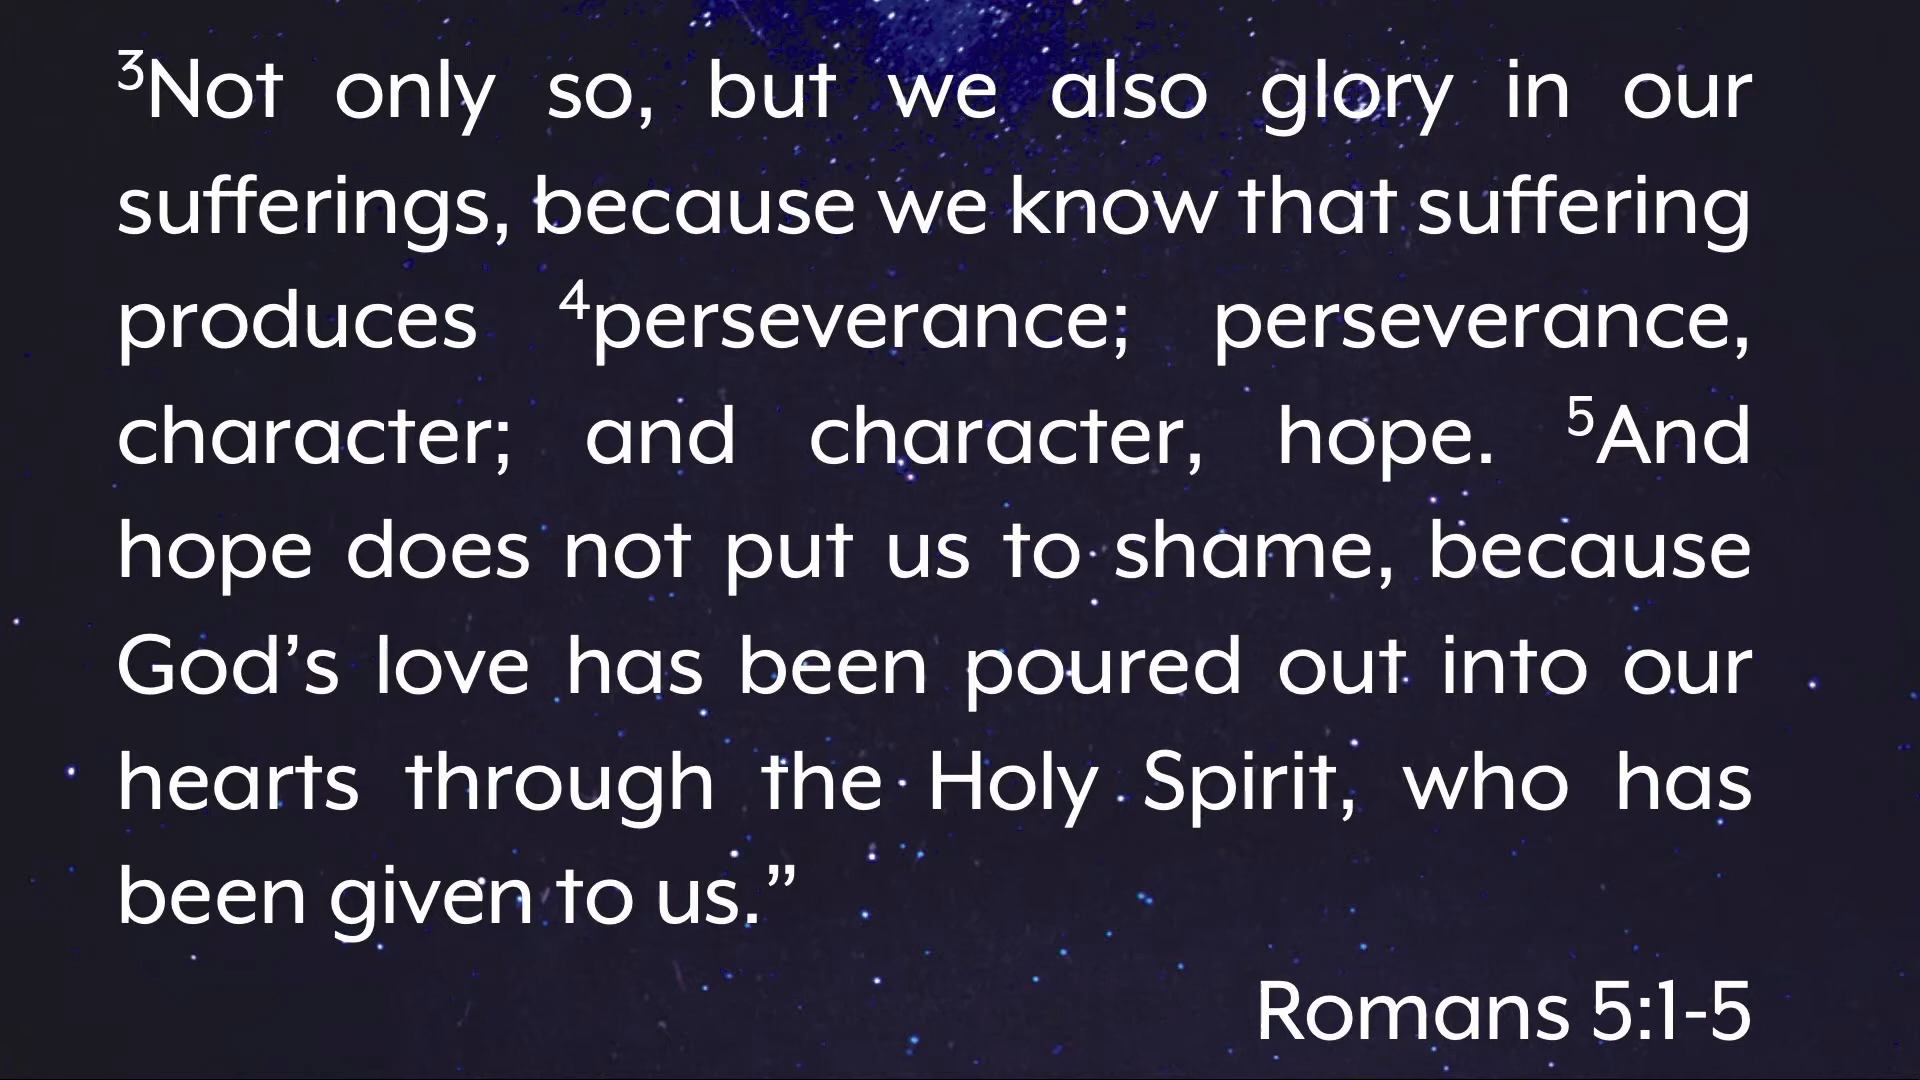 ³Not only so, but we also glory in our
sufferings, because we know that suffering
produces ⁴perseverance; perseverance,
character; and character, hope. ⁵And
hope does not put us to shame, because
God’s love has been poured out into our
hearts through the Holy Spirit, who has
been given to us.”
Romans 5:1-5